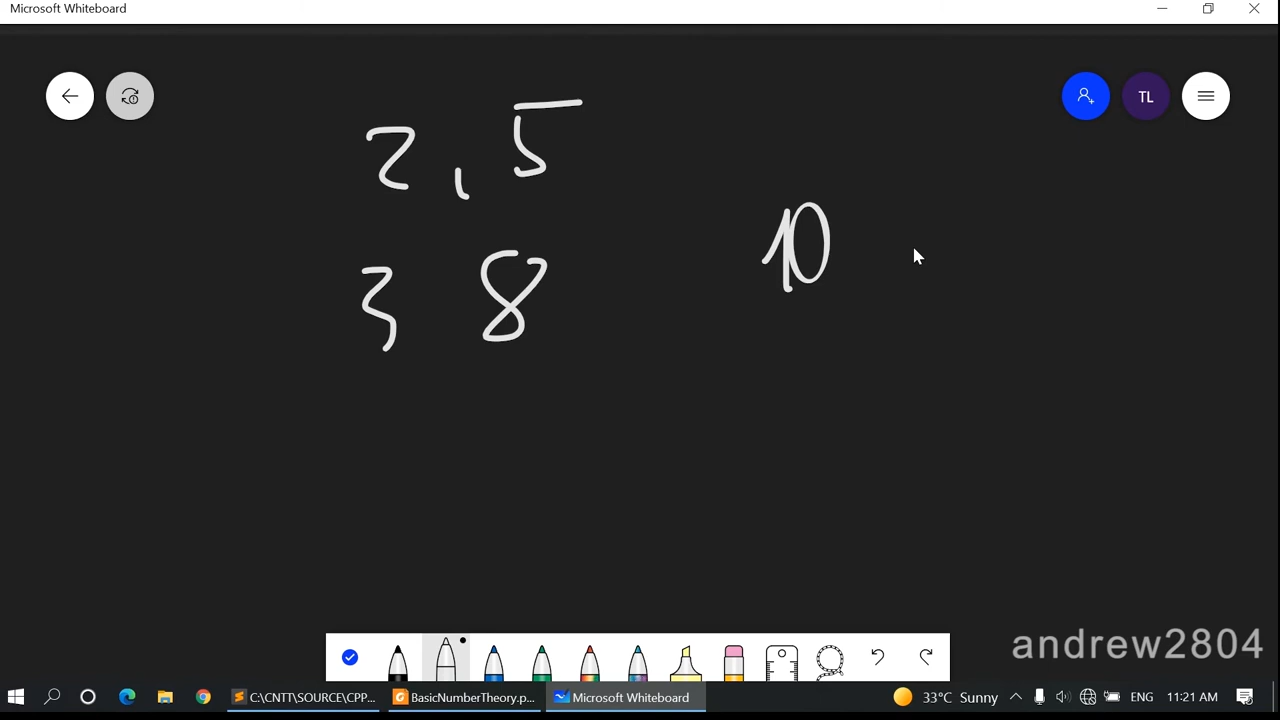 Microsoft Whiteboard
TL
2, 5
10
3 8
andrew2804
C:\CNTT\SOURCE\CPP...
BasicNumberTheory.p...
Microsoft Whiteboard
33°C Sunny
ENG
11:21 AM